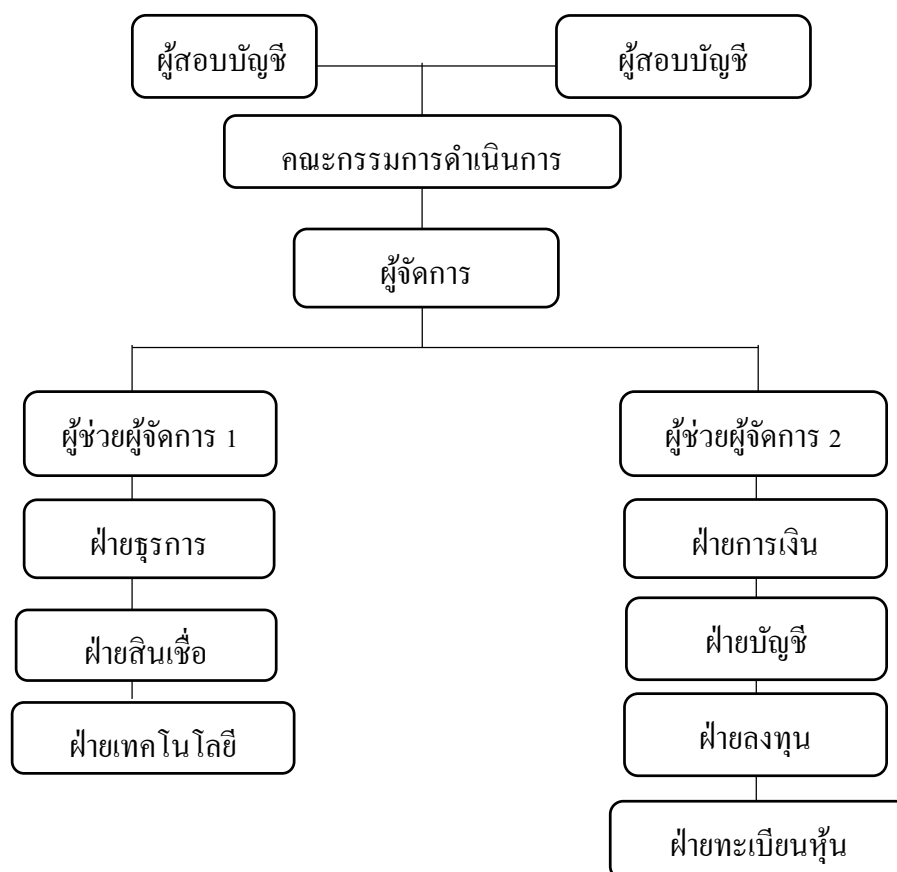 ผู้สอบบัญชี
ผู้สอบบัญชี
คณะกรรมการดำเนินการ
ผู้จัดการ
ผู้ช่วยผู้จัดการ 1
ผู้ช่วยผู้จัดการ 2
ฝ่ายธุรการ
ฝ่ายการเงิน
ฝ่ายสินเชื่อ
ฝ่ายบัญชี
ฝ่ายเทคโนโลยี
ฝ่ายลงทุน
ฝ่ายทะเบียนหุ้น